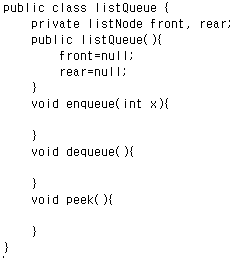 public class listQueue {
    private listNode front, rear;
    public listQueue(){
        front=null;
        rear=null;
    }
    void enqueue(int x){

    }
    void dequeue(){

    }
    void peek(){

    }
}